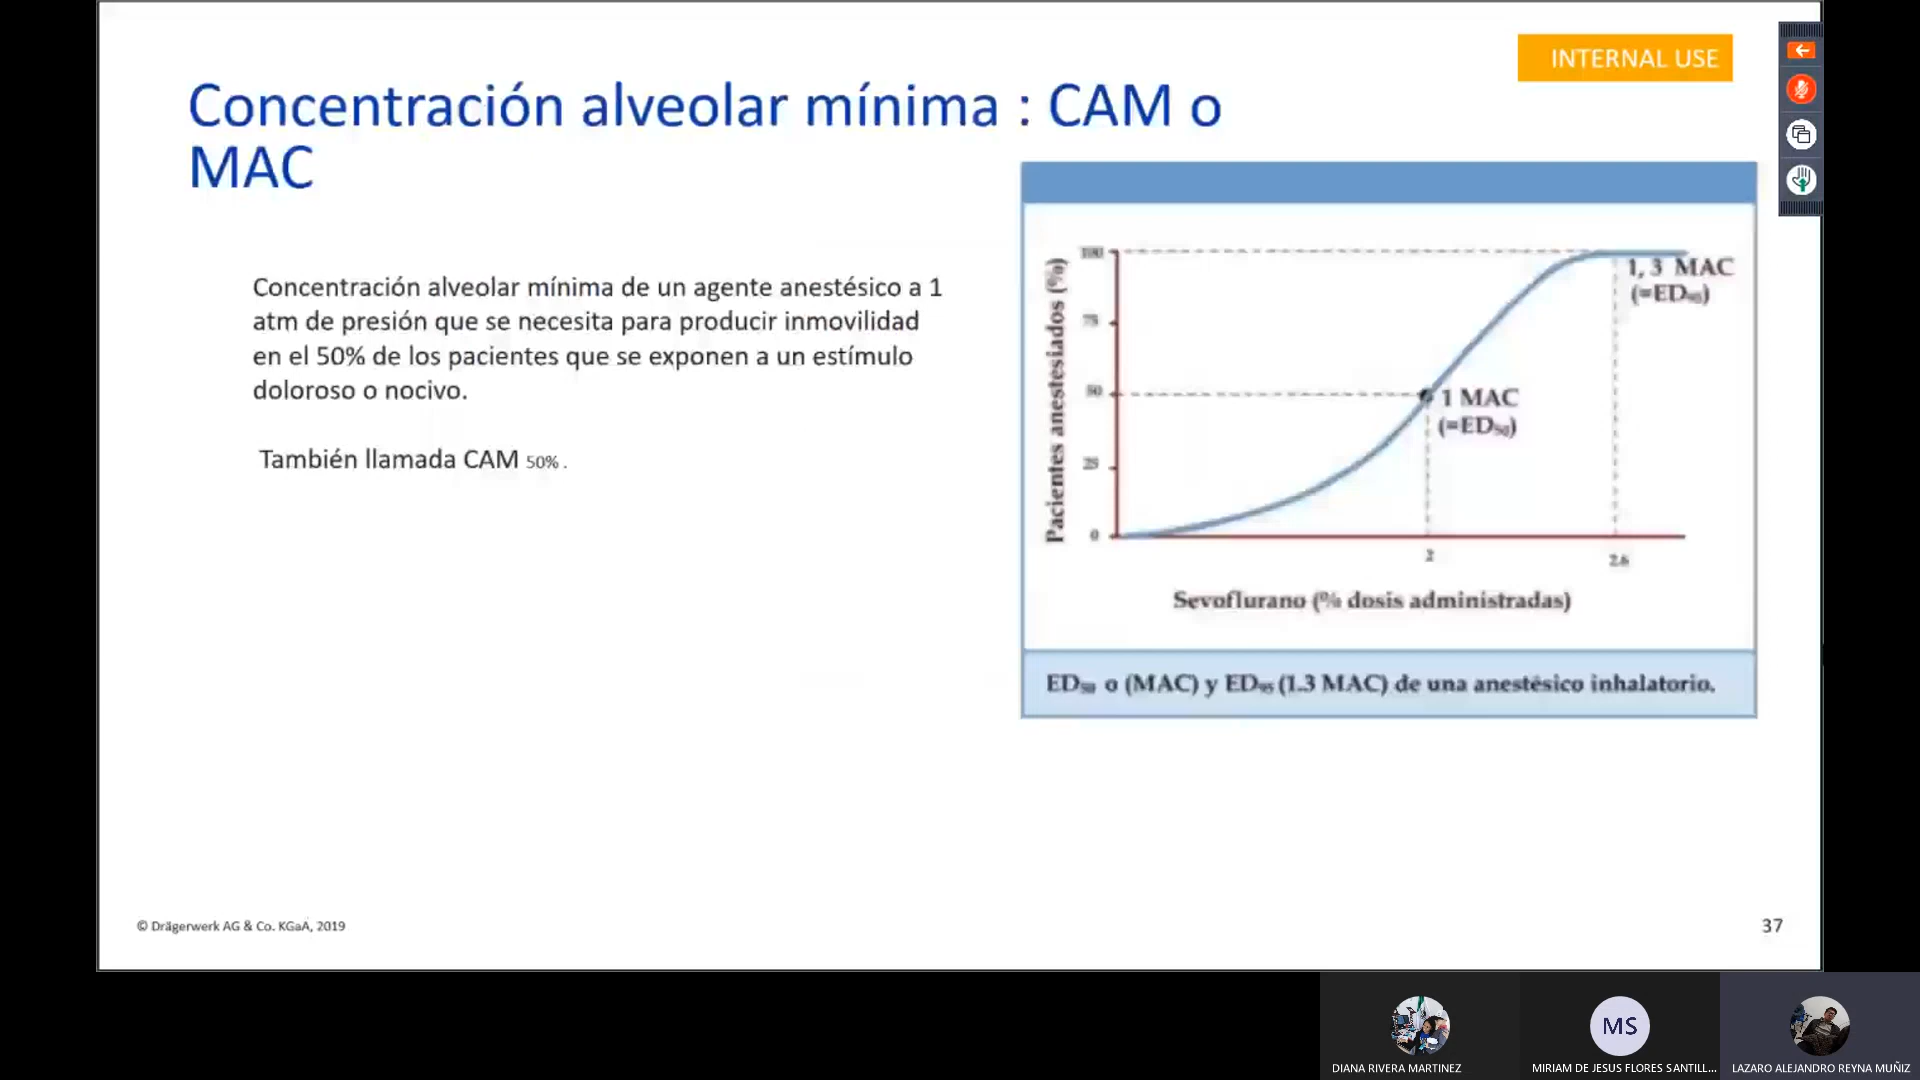 INTERNAL USE
Concentración alveolar mínima : CAM o
MAC
Concentración alveolar mínima de un agente anestésico a 1
atm de presión que se necesita para producir inmovilidad
en el 50% de los pacientes que se exponen a un estímulo
doloroso o nocivo.
También llamada CAM 50% .
Pacientes anestesiados (%)
100
75
50
25
0
1, 3 MAC
(=ED95)
1 MAC
(=ED50)
2
2.6
Sevoflurano (% dosis administradas)
ED50 o (MAC) y ED95 (1.3 MAC) de una anestésico inhalatorio.
© Drägerwerk AG & Co. KGaA, 2019
37
MS
DIANA RIVERA MARTINEZ
MIRIAM DE JESUS FLORES SANTILL...
LAZARO ALEJANDRO REYNA MUÑIZ